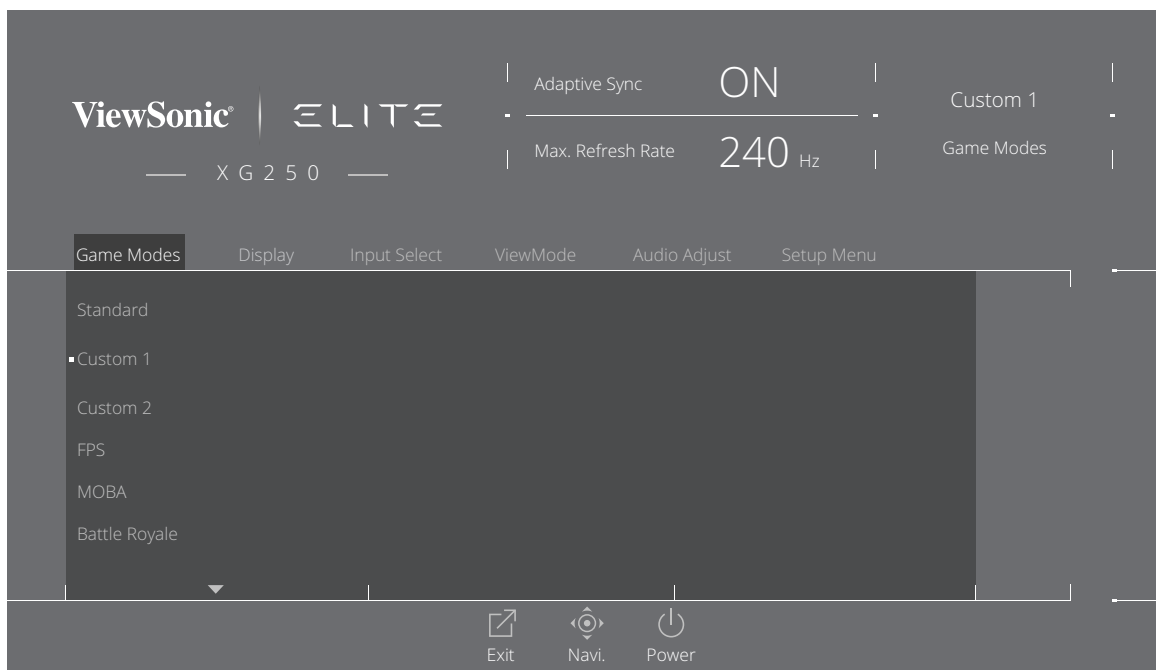 ViewSonic® | ELITE
XG250
Adaptive Sync ON
Max. Refresh Rate 240 Hz
Custom 1
Game Modes
Game Modes Display Input Select ViewMode Audio Adjust Setup Menu
Standard
Custom 1
Custom 2
FPS
MOBA
Battle Royale
Exit Navi. Power